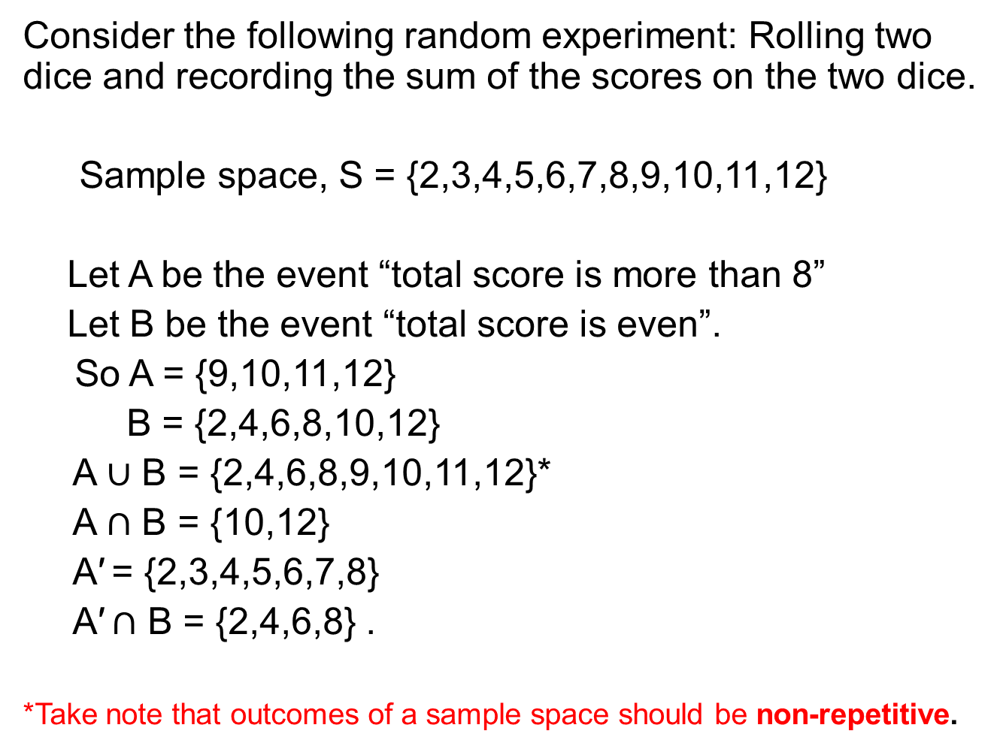 Consider the following random experiment: Rolling two
dice and recording the sum of the scores on the two dice.
Sample space, S = {2,3,4,5,6,7,8,9,10,11,12}
Let A be the event “total score is more than 8”
Let B be the event “total score is even”.
So A = {9,10,11,12}
B = {2,4,6,8,10,12}
A ∪ B = {2,4,6,8,9,10,11,12}*
A ∩ B = {10,12}
A′ = {2,3,4,5,6,7,8}
A′ ∩ B = {2,4,6,8} .
*Take note that outcomes of a sample space should be non-repetitive.